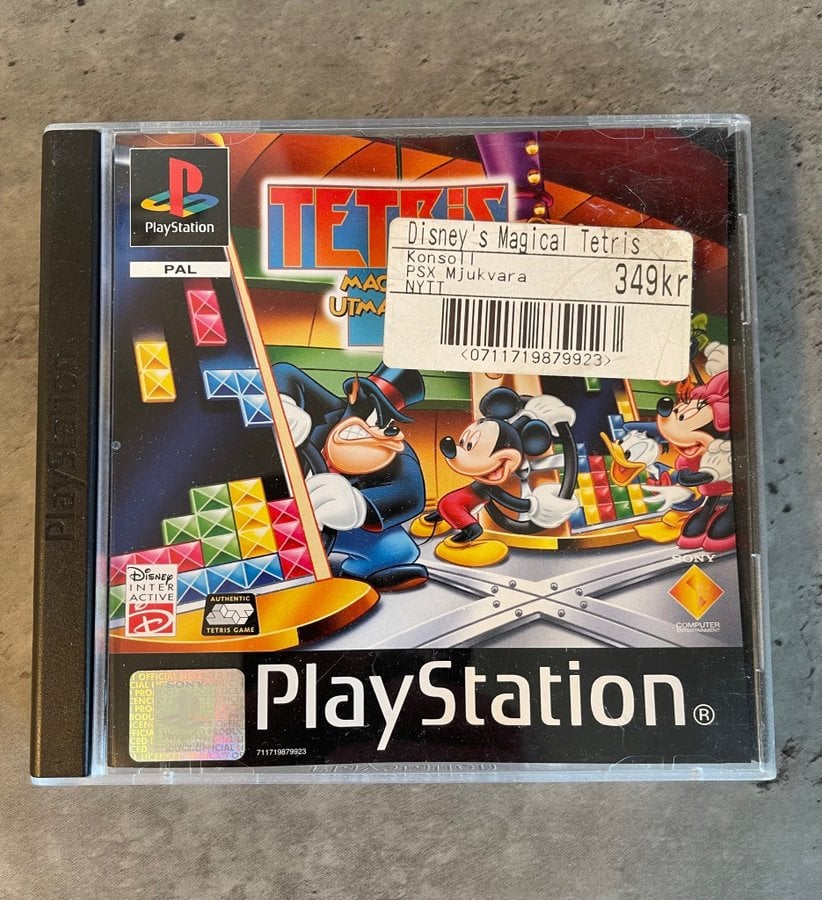 PlayStation
PAL
TETRIS
Disney's Magical Tetris
Konsoll
PSX Mjukvara
NYTT
349kr
<0711719879923>
PlayStation
DISNEY
INTER
ACTIVE
AUTHENTIC
TETRIS GAME
SONY
COMPUTER
ENTERTAINMENT
SONY
PlayStation®
711719879923